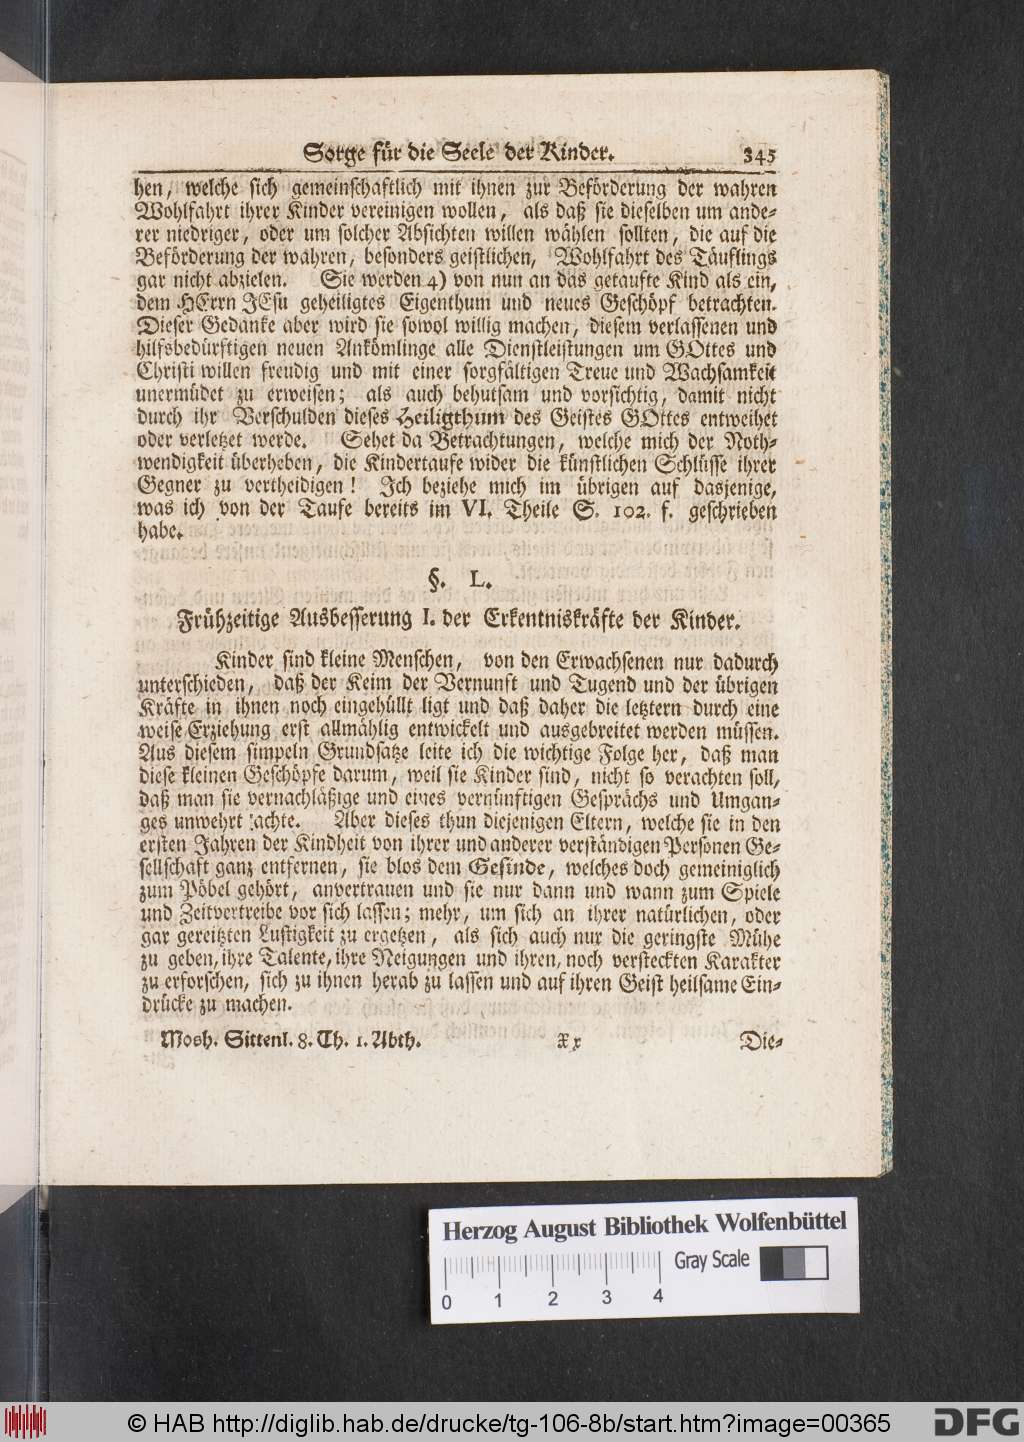 Sorge für die Seele der Kinder. 345
hen, welche sich gemeinschaftlich mit ihnen zur Beförderung der wahren
Wohlfahrt ihrer Kinder vereinigen wollen, als daß sie dieselben um ande-
rer niedriger, oder um solcher Absichten willen wählen sollten, die auf die
Beförderung der wahren, besonders geistlichen, Wohlfahrt des Täuflings
gar nicht abzielen. Sie werden 4) von nun an das getaufte Kind als ein,
dem HErrn JEsu geheiligtes Eigenthum und neues Geschöpf betrachten.
Dieser Gedanke aber wird sie sowol willig machen, diesem verlassenen und
hilfsbedürftigen neuen Ankömlinge alle Dienstleistungen um GOttes und
Christi willen freudig und mit einer sorgfältigen Treue und Wachsamkeit
unermüdet zu erweisen; als auch behutsam und vorsichtig, damit nicht
durch ihr Verschulden dieses Heiligthum des Geistes GOttes entweihet
oder verletzet werde. Sehet da Betrachtungen, welche mich der Noth-
wendigkeit überheben, die Kindertaufe wider die künstlichen Schlüsse ihrer
Gegner zu vertheidigen! Ich beziehe mich im übrigen auf dasjenige,
was ich von der Taufe bereits im VI. Theile S. 102. f. geschrieben
habe.
§. L.
Frühzeitige Ausbesserung I. der Erkentniskräfte der Kinder.
Kinder sind kleine Menschen, von den Erwachsenen nur dadurch
unterschieden, daß der Keim der Vernunft und Tugend und der übrigen
Kräfte in ihnen noch eingehüllt ligt und daß daher die letztern durch eine
weise Erziehung erst allmählig entwickelt und ausgebreitet werden müssen.
Aus diesem simpeln Grundsatze leite ich die wichtige Folge her, daß man
diese kleinen Geschöpfe darum, weil sie Kinder sind, nicht so verachten soll,
daß man sie vernachläßige und eines vernünftigen Gesprächs und Umgan-
ges unwehrt achte. Aber dieses thun diejenigen Eltern, welche sie in den
ersten Jahren der Kindheit von ihrer und anderer verständigen Personen Ge-
sellschaft ganz entfernen, sie blos dem Gesinde, welches doch gemeiniglich
zum Pöbel gehört, anvertrauen und sie nur dann und wann zum Spiele
und Zeitvertreibe vor sich lassen; mehr, um sich an ihrer natürlichen, oder
gar gereitzten Lustigkeit zu ergetzen, als sich auch nur die geringste Mühe
zu geben, ihre Talente, ihre Neigungen und ihren, noch versteckten Karakter
zu erforschen, sich zu ihnen herab zu lassen und auf ihren Geist heilsame Ein-
drücke zu machen.
Mosh. Sittenl. 8. Th. 1. Abth. Xx Die-
Herzog August Bibliothek Wolfenbüttel
Gray Scale
0 1 2 3 4
© HAB http://diglib.hab.de/drucke/tg-106-8b/start.htm?image=00365
DFG